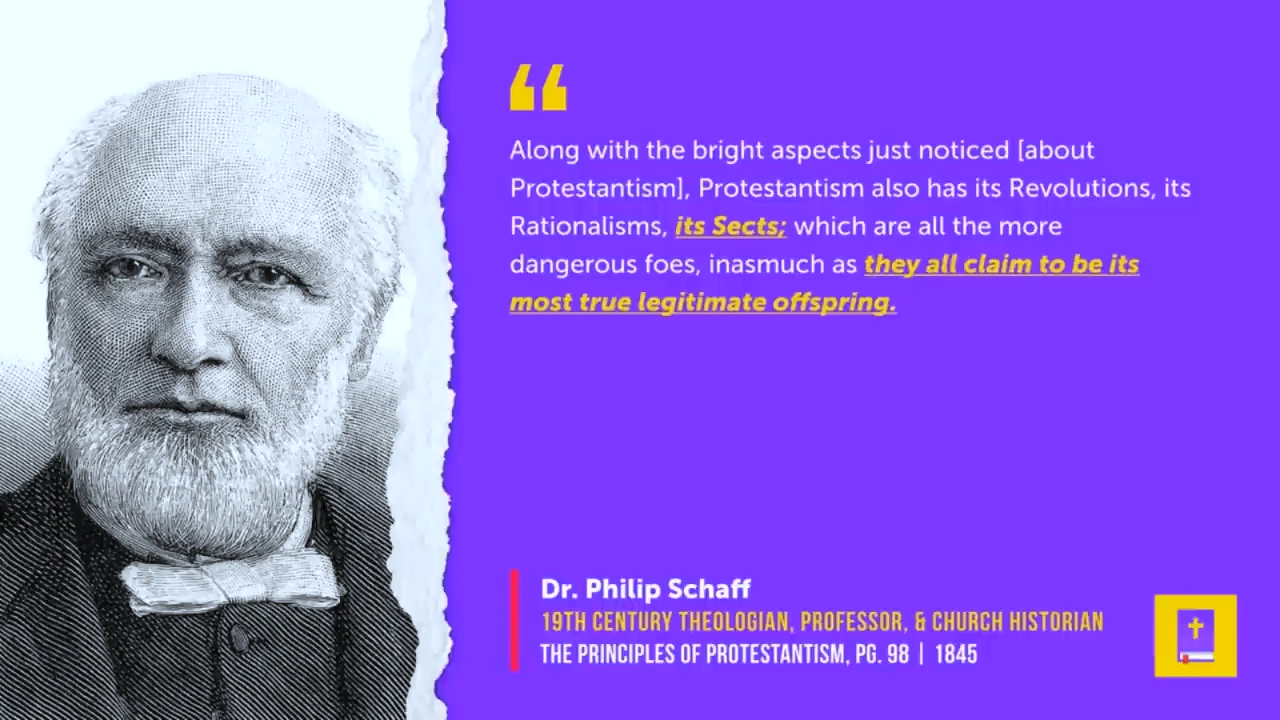 Along with the bright aspects just noticed [about
Protestantism], Protestantism also has its Revolutions, its
Rationalisms, its Sects; which are all the more
dangerous foes, inasmuch as they all claim to be its
most true legitimate offspring.
Dr. Philip Schaff
19TH CENTURY THEOLOGIAN, PROFESSOR, & CHURCH HISTORIAN
THE PRINCIPLES OF PROTESTANTISM, PG. 98 | 1845